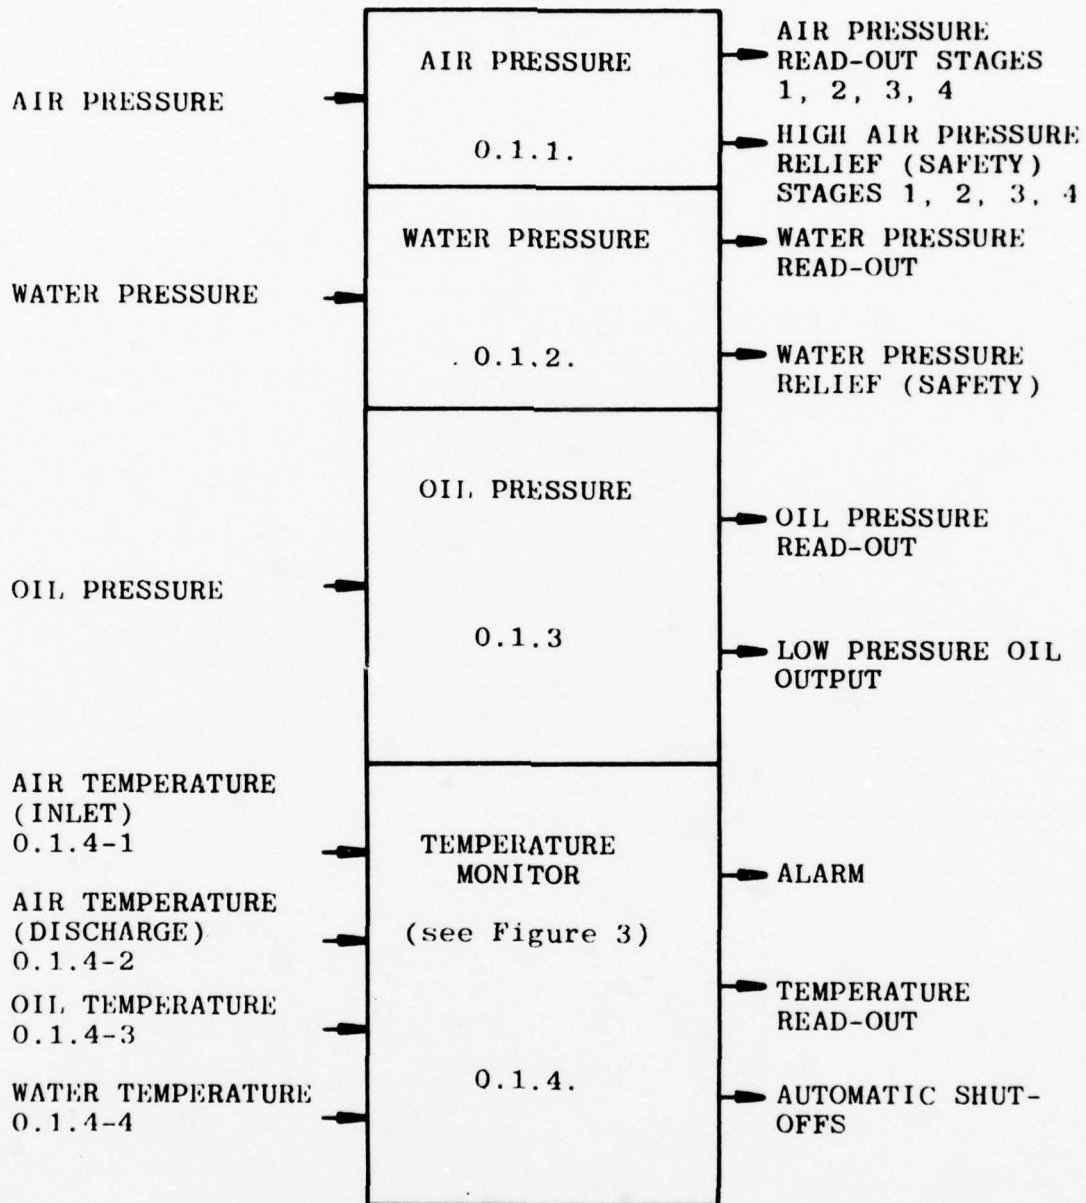 AIR PRESSURE
AIR PRESSURE
0.1.1.
AIR PRESSURE
READ-OUT STAGES
1, 2, 3, 4
HIGH AIR PRESSURE
RELIEF (SAFETY)
STAGES 1, 2, 3, 4
WATER PRESSURE
WATER PRESSURE
0.1.2.
WATER PRESSURE
READ-OUT
WATER PRESSURE
RELIEF (SAFETY)
OIL PRESSURE
OIL PRESSURE
0.1.3
OIL PRESSURE
READ-OUT
LOW PRESSURE OIL
OUTPUT
AIR TEMPERATURE
(INLET)
0.1.4-1
AIR TEMPERATURE
(DISCHARGE)
0.1.4-2
OIL TEMPERATURE
0.1.4-3
WATER TEMPERATURE
0.1.4-4
TEMPERATURE
MONITOR
(see Figure 3)
0.1.4.
ALARM
TEMPERATURE
READ-OUT
AUTOMATIC SHUT-
OFFS